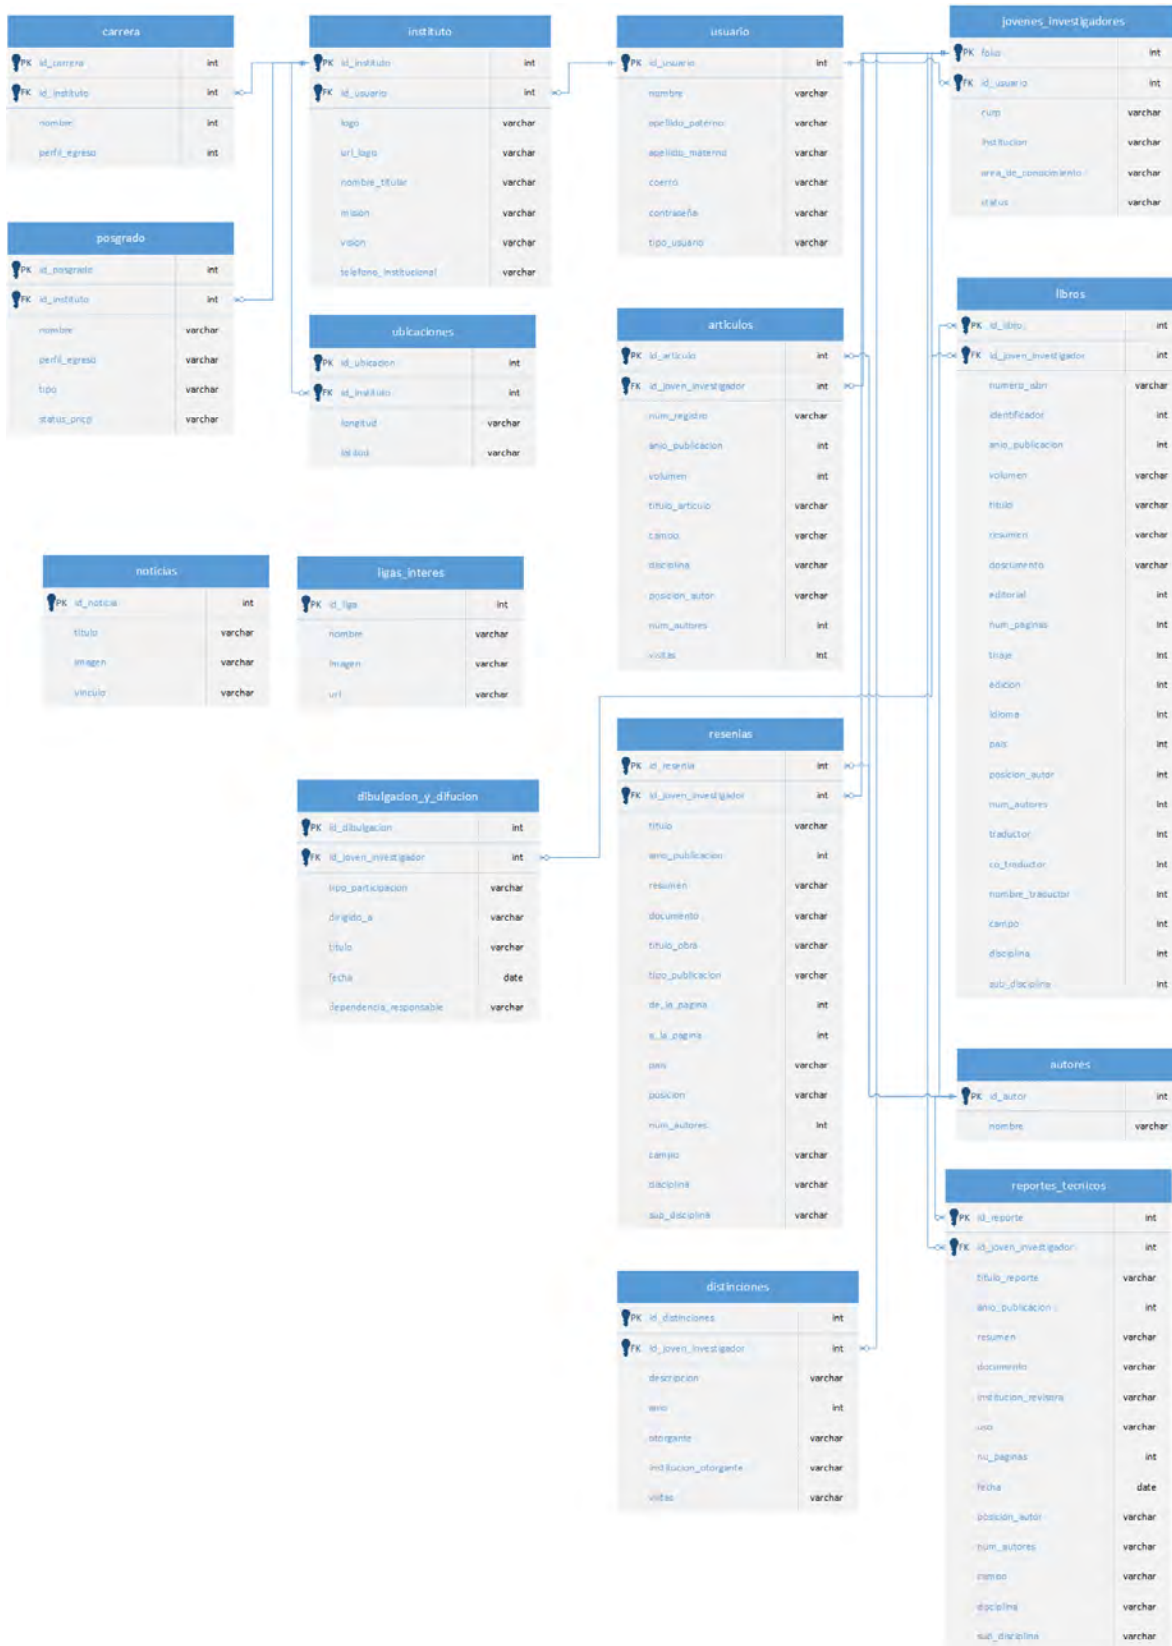 carrera
PK id_carrera int
FK id_instituto int
nombre int
perfil_egreso int
instituto
PK id_instituto int
FK id_usuario int
logo varchar
url_logo varchar
nombre_titular varchar
mision varchar
vision varchar
telefono_institucional varchar
usuario
PK id_usuario int
nombre varchar
apellido_paterno varchar
apellido_materno varchar
coerro varchar
contraseña varchar
tipo_usuario varchar
jovenes_investigadores
PK folio int
FK id_usuario int
curp varchar
institucion varchar
area_de_conocimiento varchar
status varchar
posgrado
PK id_posgrado int
FK id_instituto int
nombre varchar
perfil_egreso varchar
tipo varchar
status_pncp varchar
ubicaciones
PK id_ubicacion int
FK id_instituto int
longitud varchar
latitud varchar
articulos
PK id_articulo int
FK id_joven_investigador int
num_registro varchar
anio_publicacion int
volumen int
titulo_articulo varchar
campo varchar
disciplina varchar
posicion_autor varchar
num_autores int
visitas int
libros
PK id_libro int
FK id_joven_investigador int
numero_isbn varchar
identificador int
anio_publicacion int
volumen varchar
titulo varchar
resumen varchar
doscumento varchar
editorial int
num_paginas int
tiraje int
edicion int
idioma int
pais int
posicion_autor int
num_autores int
traductor int
co_traductor int
nombre_traductor int
campo int
disciplina int
sub_disciplina int
noticias
PK id_noticia int
titulo varchar
imagen varchar
vinculo varchar
ligas_interes
PK id_liga int
nombre varchar
imagen varchar
url varchar
dibulgacion_y_difucion
PK id_dibulgacion int
FK id_joven_investigador int
tipo_participacion varchar
dirigido_a varchar
titulo varchar
fecha date
dependencia_responsable varchar
resenias
PK id_resenia int
FK id_joven_investigador int
titulo varchar
anio_publicacion int
resumen varchar
documento varchar
titulo_obra varchar
tipo_publicacion varchar
de_la_pagina int
a_la_pagina int
pais varchar
posicion varchar
num_autores int
campo varchar
disciplina varchar
sub_disciplina varchar
autores
PK id_autor int
nombre varchar
reportes_tecnicos
PK id_reporte int
FK id_joven_investigador int
titulo_reporte varchar
anio_publicacion int
resumen varchar
documento varchar
institucion_revisora varchar
uso varchar
nu_paginas int
fecha date
posicion_autor varchar
num_autores varchar
campo varchar
disciplina varchar
sub_disciplina varchar
distinciones
PK id_distinciones int
FK id_joven_investigador int
descripcion varchar
anio int
otorgante varchar
institucion_otorgante varchar
visitas varchar